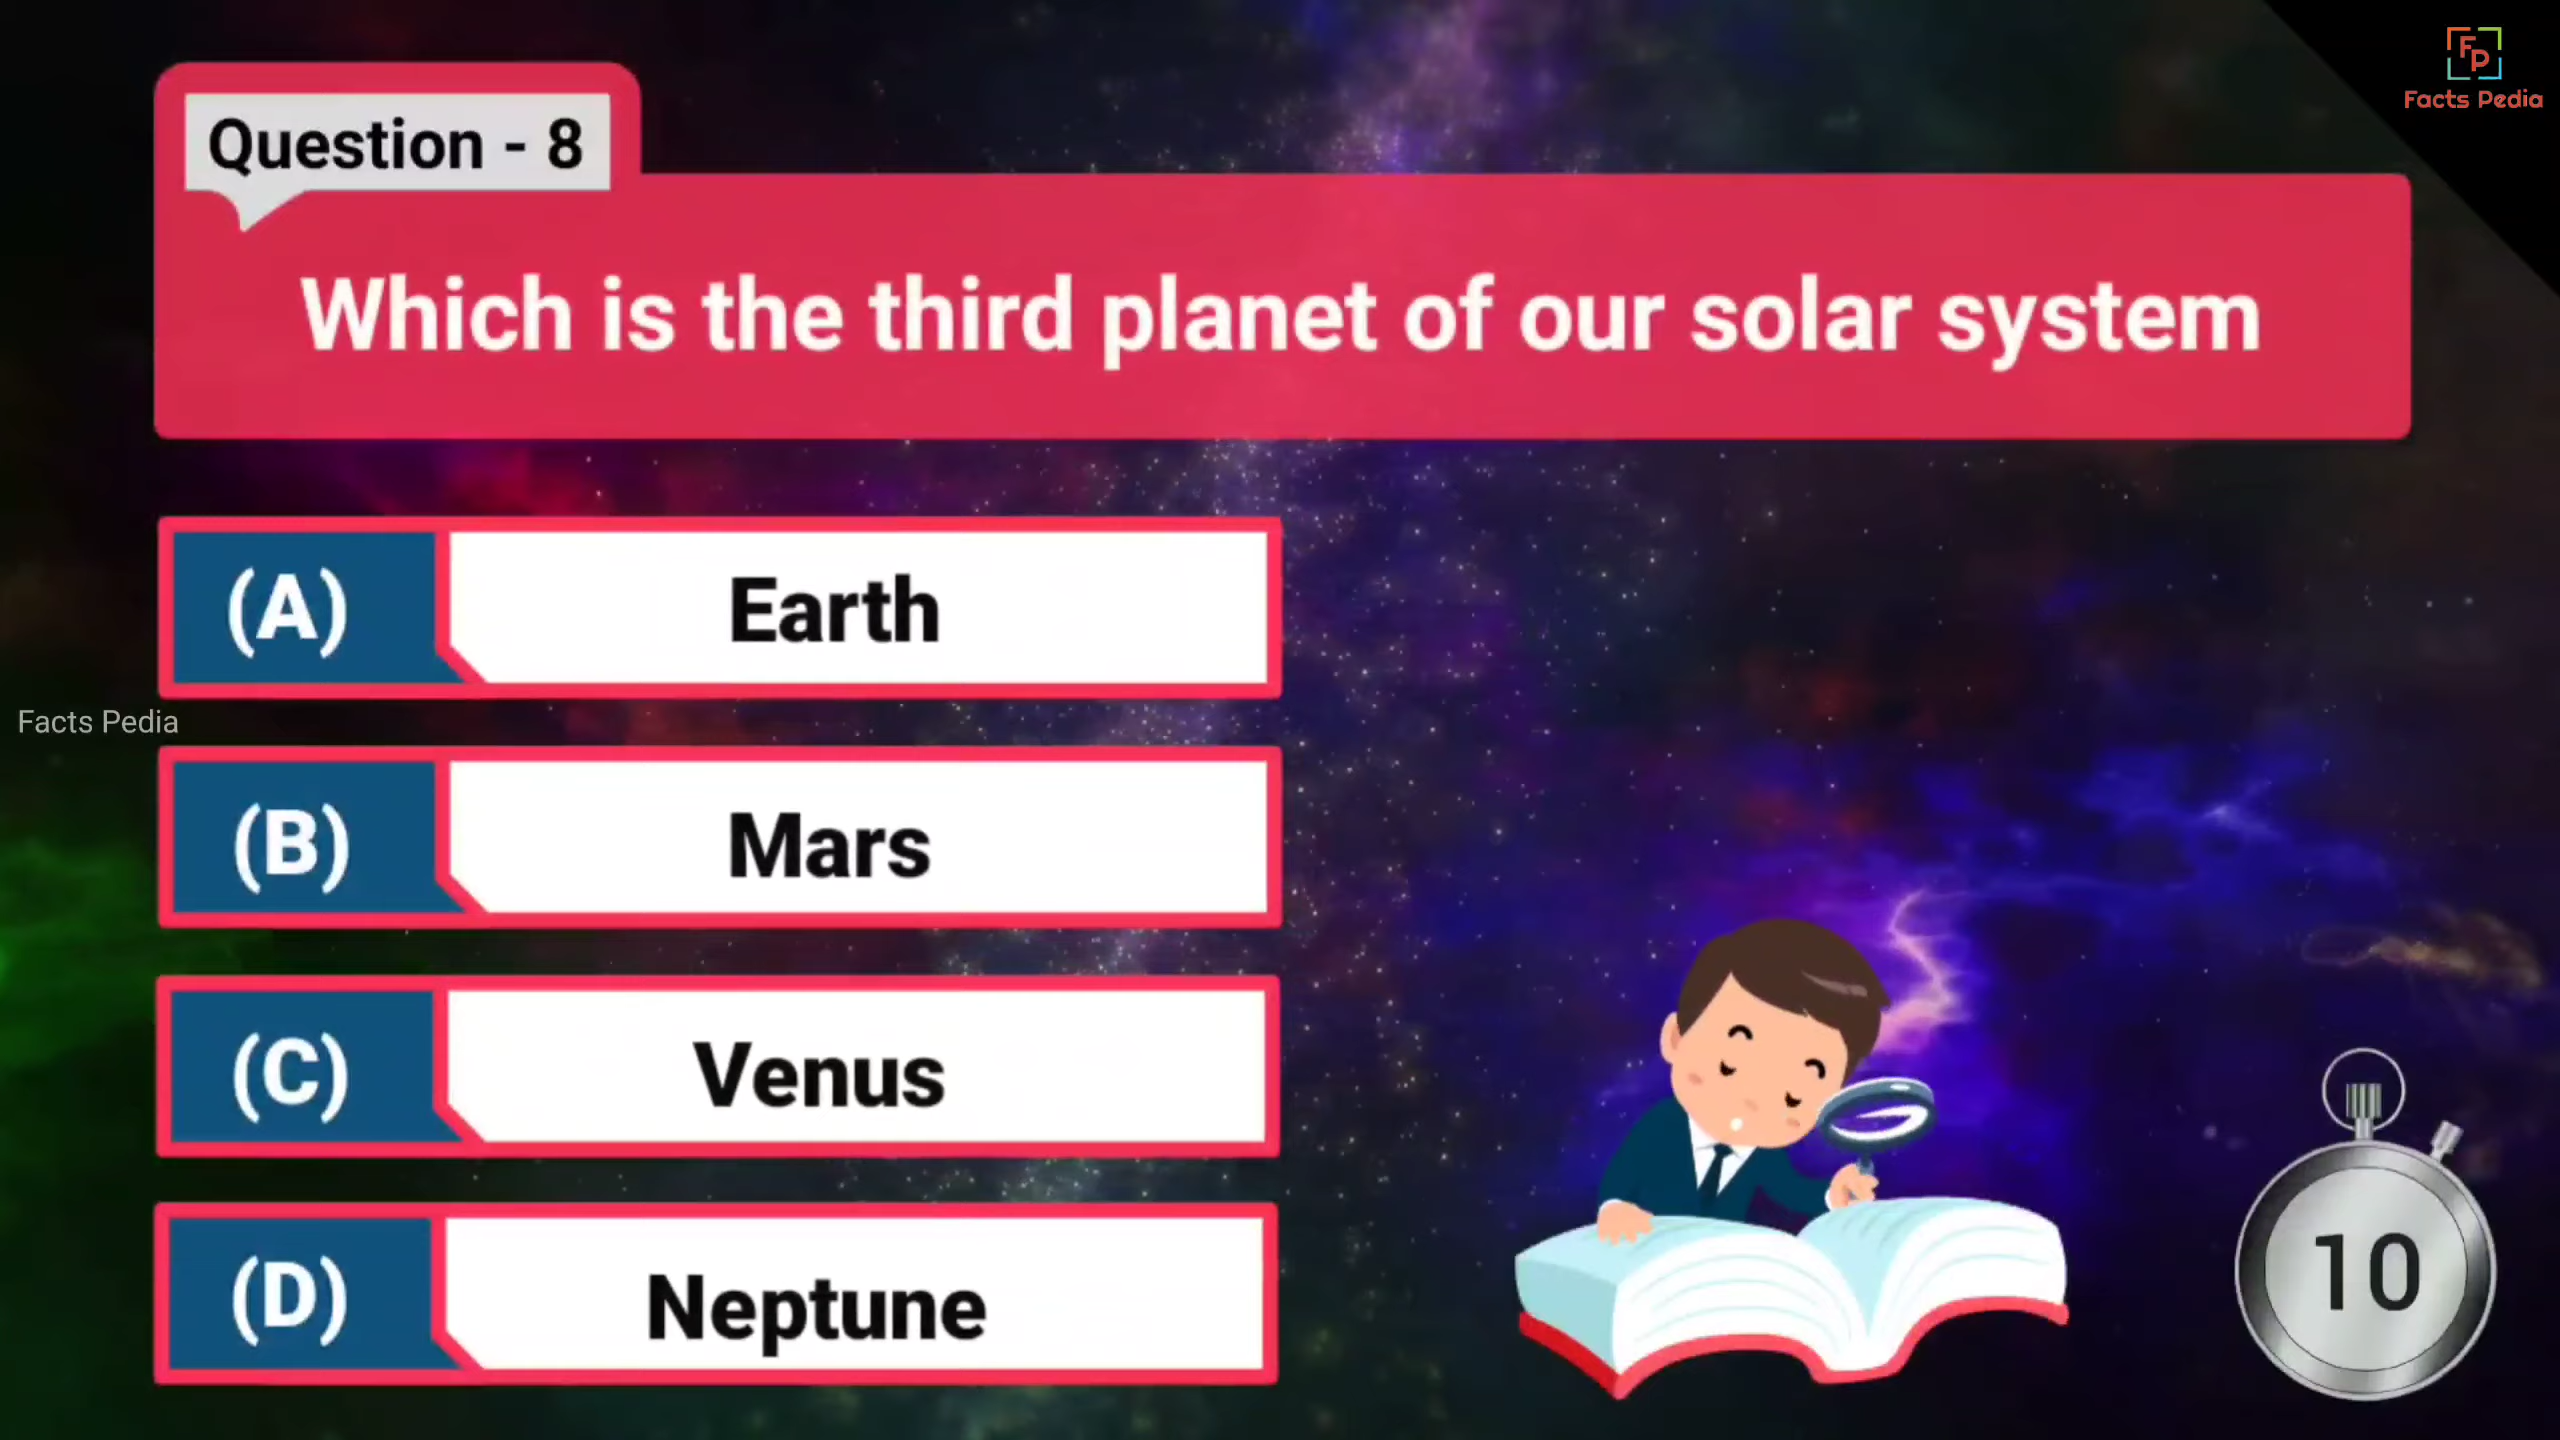 FP
Facts Pedia
Question - 8
Which is the third planet of our solar system
(A) Earth
Facts Pedia
(B) Mars
(C) Venus
(D) Neptune
10